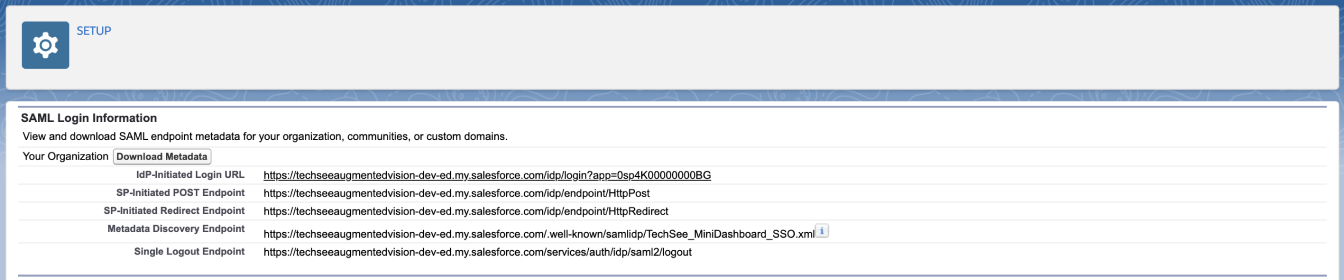 SETUP
SAML Login Information
View and download SAML endpoint metadata for your organization, communities, or custom domains.
Your Organization Download Metadata
IdP-Initiated Login URL https://techseeaugmentedvision-dev-ed.my.salesforce.com/idp/login?app=0sp4K00000000BG
SP-Initiated POST Endpoint https://techseeaugmentedvision-dev-ed.my.salesforce.com/idp/endpoint/HttpPost
SP-Initiated Redirect Endpoint https://techseeaugmentedvision-dev-ed.my.salesforce.com/idp/endpoint/HttpRedirect
Metadata Discovery Endpoint https://techseeaugmentedvision-dev-ed.my.salesforce.com/.well-known/samlidp/TechSee_MiniDashboard_SSO.xml i
Single Logout Endpoint https://techseeaugmentedvision-dev-ed.my.salesforce.com/services/auth/idp/saml2/logout